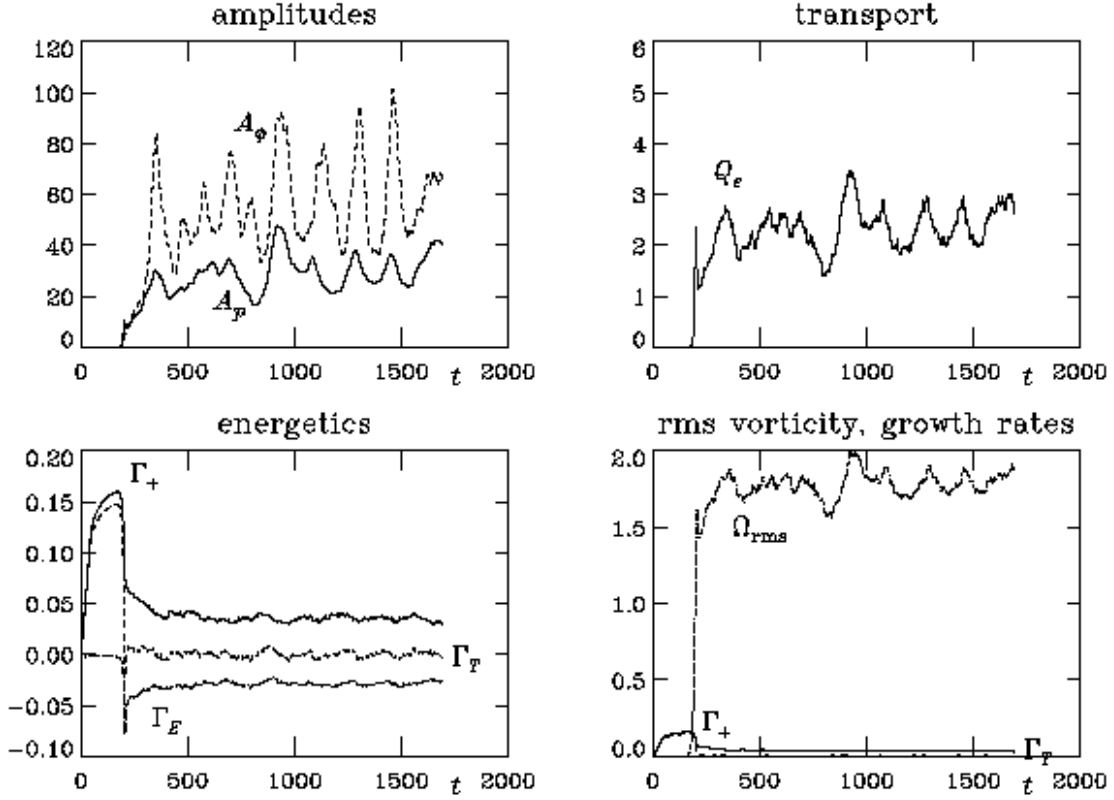 amplitudes
transport
120
100
80
60
40
20
0
A_φ
A_P
0 500 1000 t 1500 2000
6
5
4
3
2
1
0
Q_e
0 500 1000 t 1500 2000
energetics
rms vorticity, growth rates
0.20
0.15
0.10
0.05
0.00
−0.05
−0.10
Γ_+
Γ_T
Γ_E
0 500 1000 t 1500 2000
2.0
1.5
1.0
0.5
0.0
Ω_rms
Γ_+
Γ_T
0 500 1000 t 1500 2000